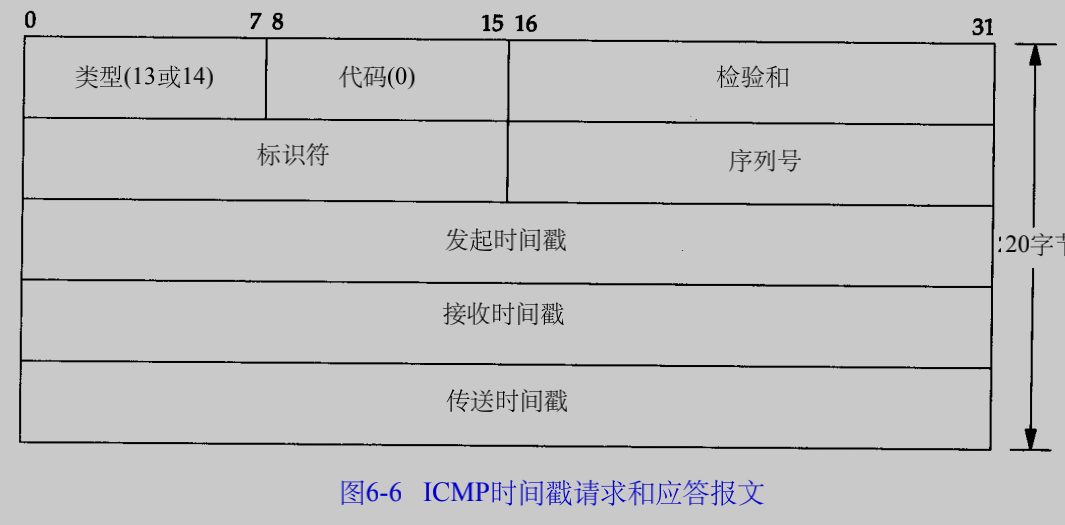 0 7 8 15 16 31
类型(13或14) 代码(0) 检验和
标识符 序列号
发起时间戳
20字节
接收时间戳
传送时间戳
图6-6 ICMP时间戳请求和应答报文